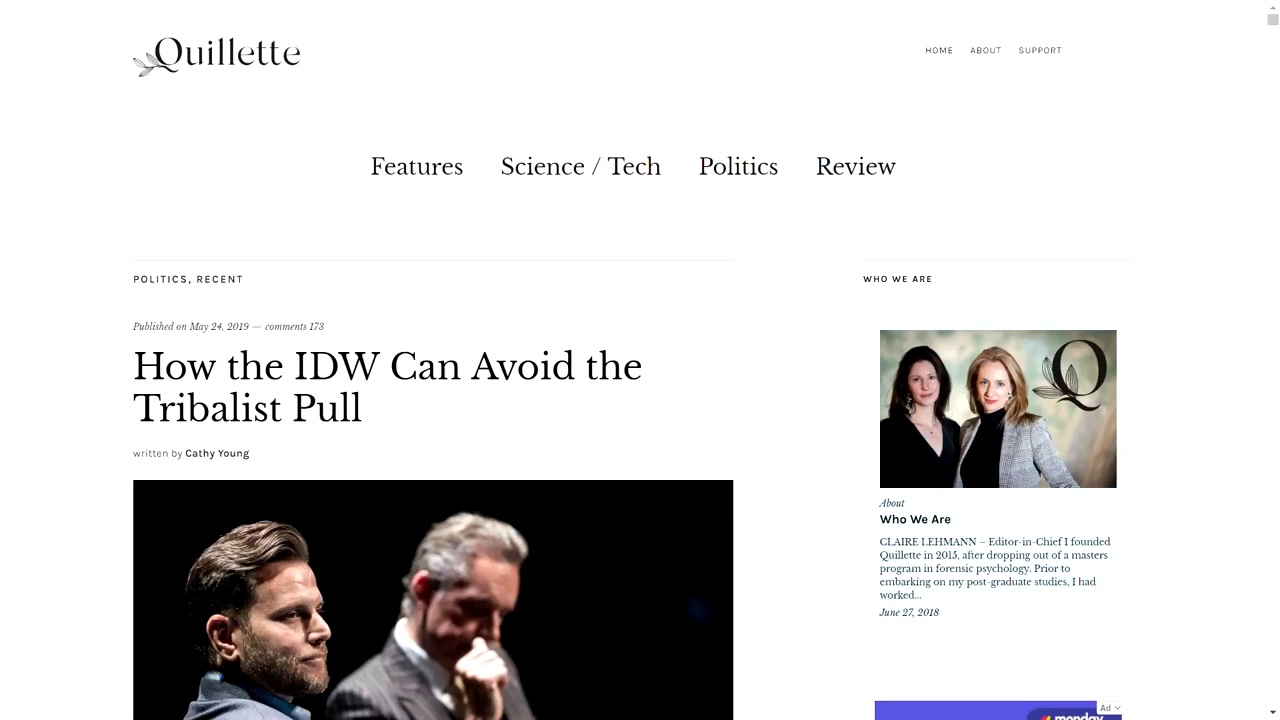 Quillette
HOME ABOUT SUPPORT
Features Science / Tech Politics Review
POLITICS, RECENT
Published on May 24, 2019 — comments 173
How the IDW Can Avoid the
Tribalist Pull
written by Cathy Young
WHO WE ARE
Q
About
Who We Are
CLAIRE LEHMANN – Editor-in-Chief I founded
Quillette in 2015, after dropping out of a masters
program in forensic psychology. Prior to
embarking on my post-graduate studies, I had
worked...
June 27, 2018
Ad
monday